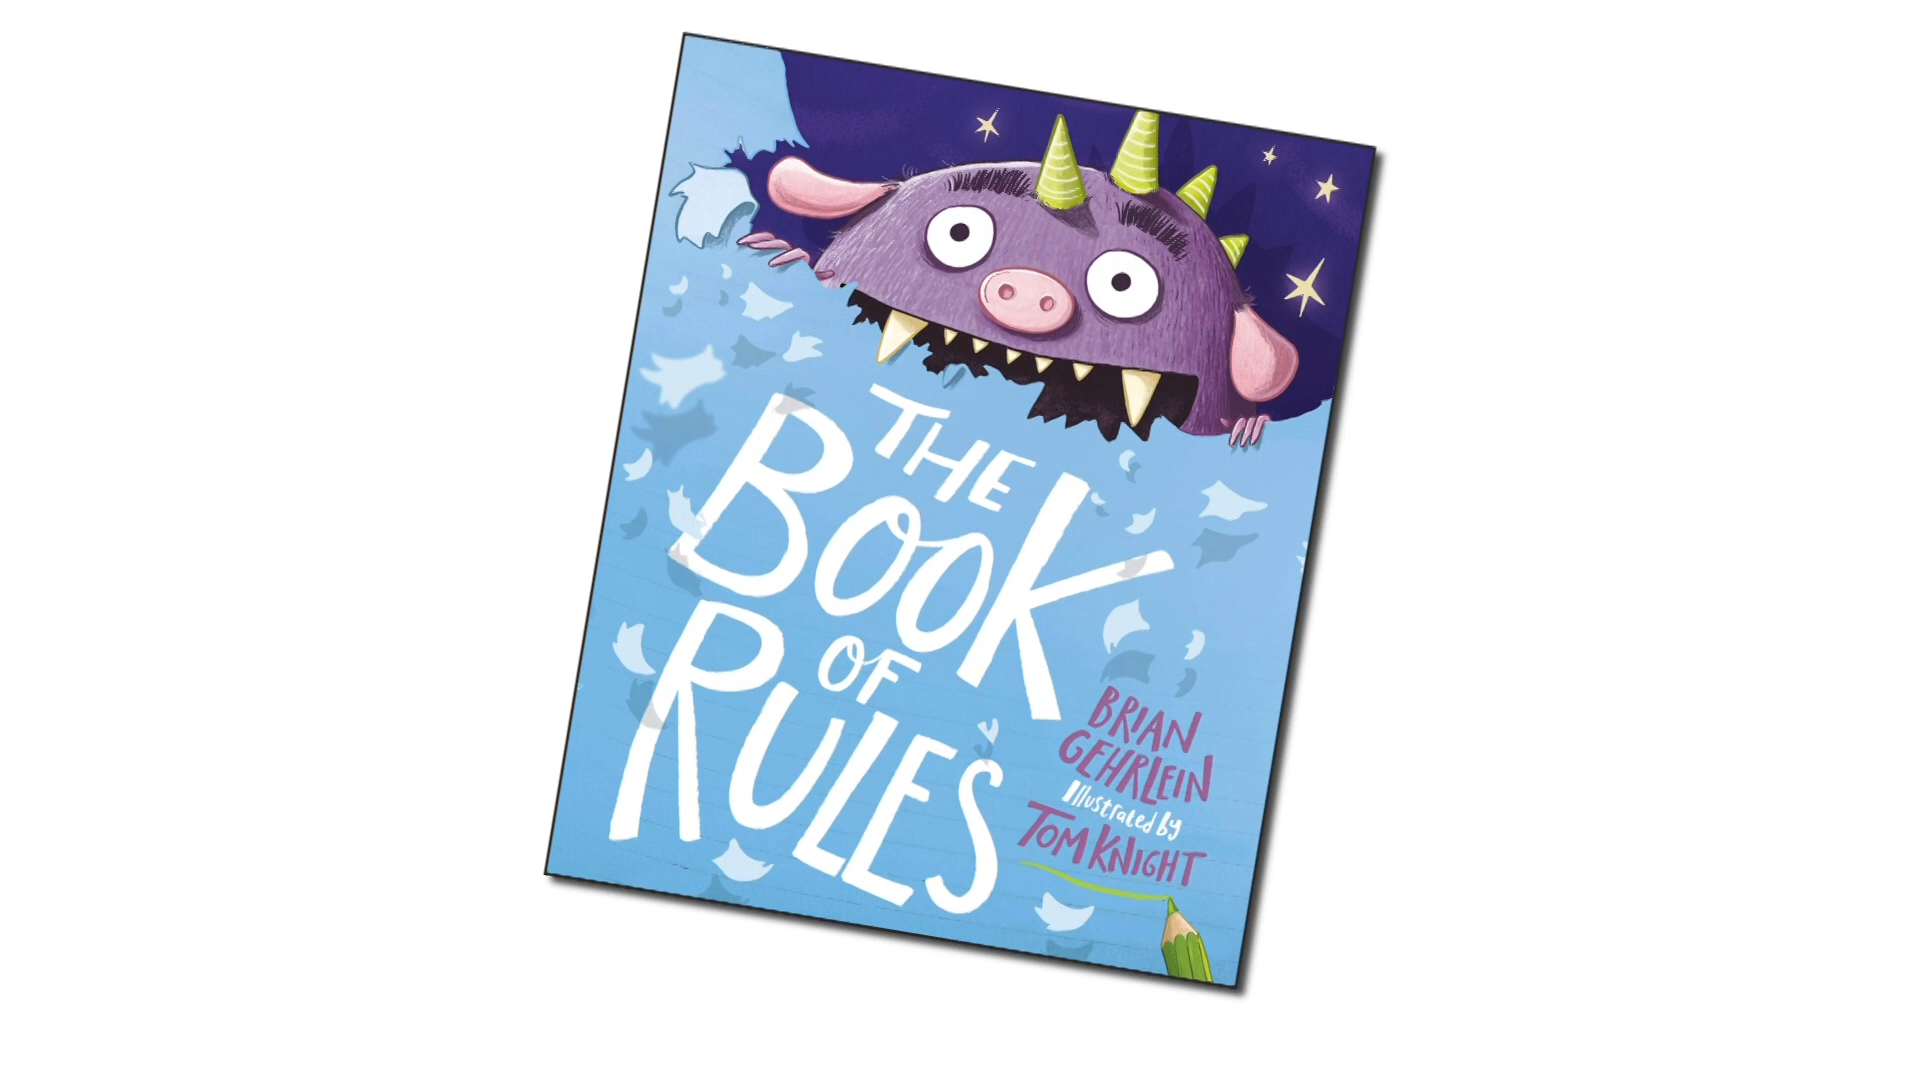 THE
BOOK
OF
RULES
BRIAN
GEHRLEIN
Illustrated by
TOM KNIGHT